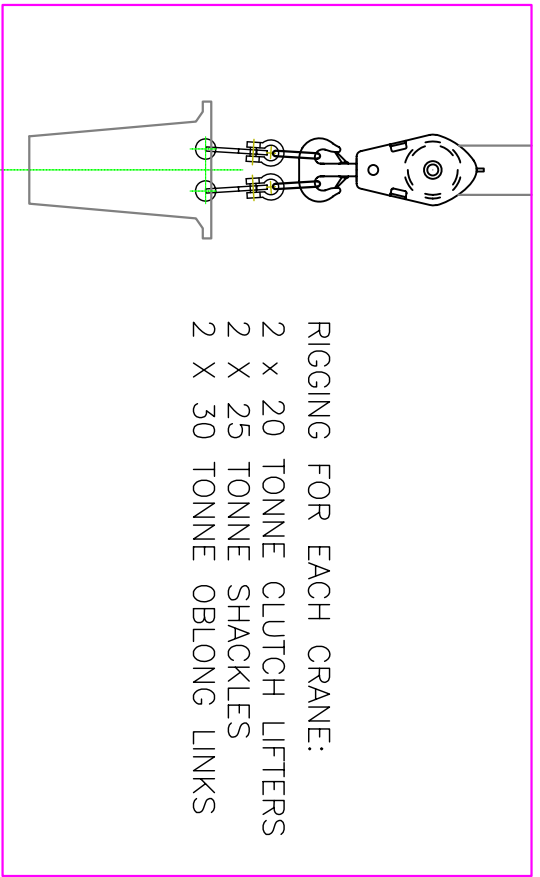 RIGGING FOR EACH CRANE:
2 x 20 TONNE CLUTCH LIFTERS
2 X 25 TONNE SHACKLES
2 X 30 TONNE OBLONG LINKS